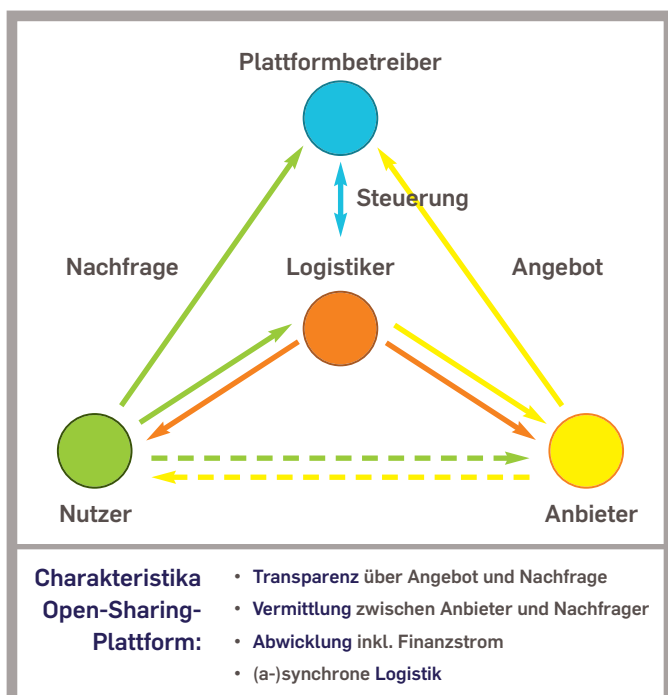 Plattformbetreiber
Steuerung
Nachfrage
Logistiker
Angebot
Nutzer
Anbieter
Charakteristika
Open-Sharing-
Plattform:
• Transparenz über Angebot und Nachfrage
• Vermittlung zwischen Anbieter und Nachfrager
• Abwicklung inkl. Finanzstrom
• (a-)synchrone Logistik